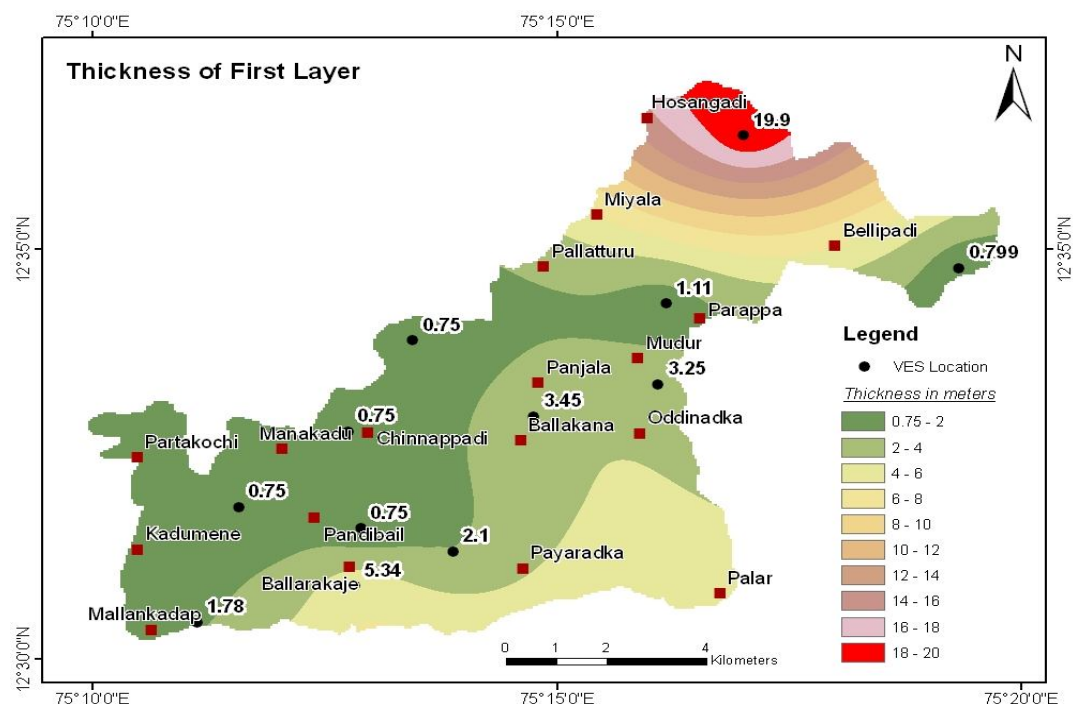 75°10'0"E
75°15'0"E
Thickness of First Layer
N
Hosangadi
19.9
Miyala
Bellipadi
12°35'0"N
12°35'0"N
Pallatturu
0.799
1.11
Parappa
0.75
Legend
Mudur
VES Location
Panjala
3.25
Thickness in meters
3.45
0.75
0.75 - 2
Ballakana
Oddinadka
Partakochi
Manakadu
Chinnappadi
2 - 4
4 - 6
0.75
6 - 8
0.75
8 - 10
Kadumene
Pandibail
2.1
10 - 12
Payaradka
12 - 14
5.34
Ballarakaje
Palar
14 - 16
1.78
Mallankadap
16 - 18
0
1
2
4
18 - 20
Kilometers
12°30'0"N
12°30'0"N
75°10'0"E
75°15'0"E
75°20'0"E